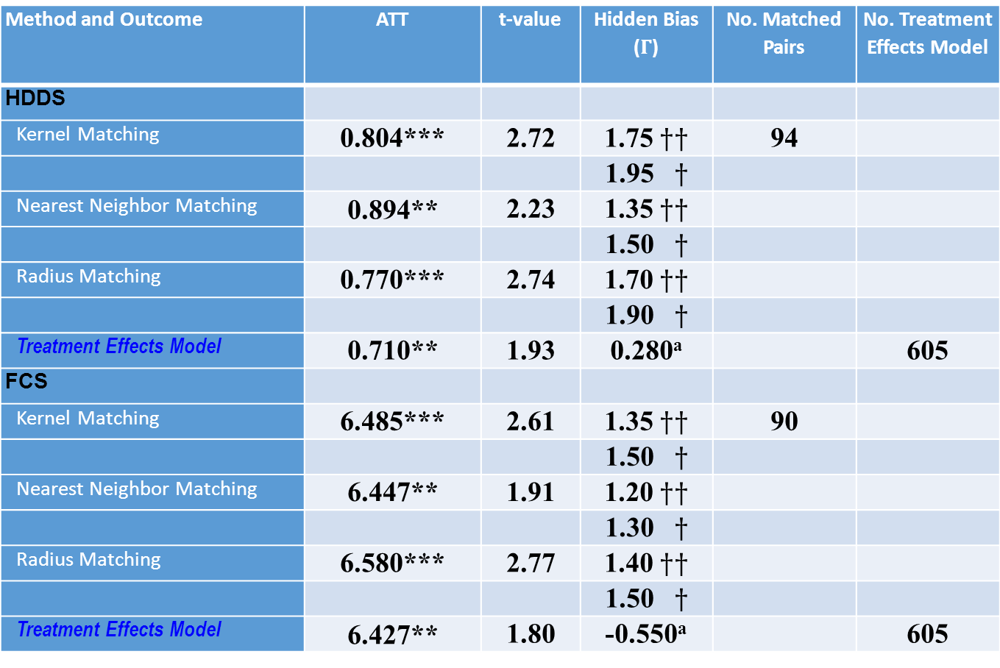 Method and Outcome ATT t-value Hidden Bias (Γ) No. Matched Pairs No. Treatment Effects Model
HDDS
Kernel Matching 0.804*** 2.72 1.75 †† 94
1.95 †
Nearest Neighbor Matching 0.894** 2.23 1.35 ††
1.50 †
Radius Matching 0.770*** 2.74 1.70 ††
1.90 †
Treatment Effects Model 0.710** 1.93 0.280ᵃ 605
FCS
Kernel Matching 6.485*** 2.61 1.35 †† 90
1.50 †
Nearest Neighbor Matching 6.447** 1.91 1.20 ††
1.30 †
Radius Matching 6.580*** 2.77 1.40 ††
1.50 †
Treatment Effects Model 6.427** 1.80 -0.550ᵃ 605